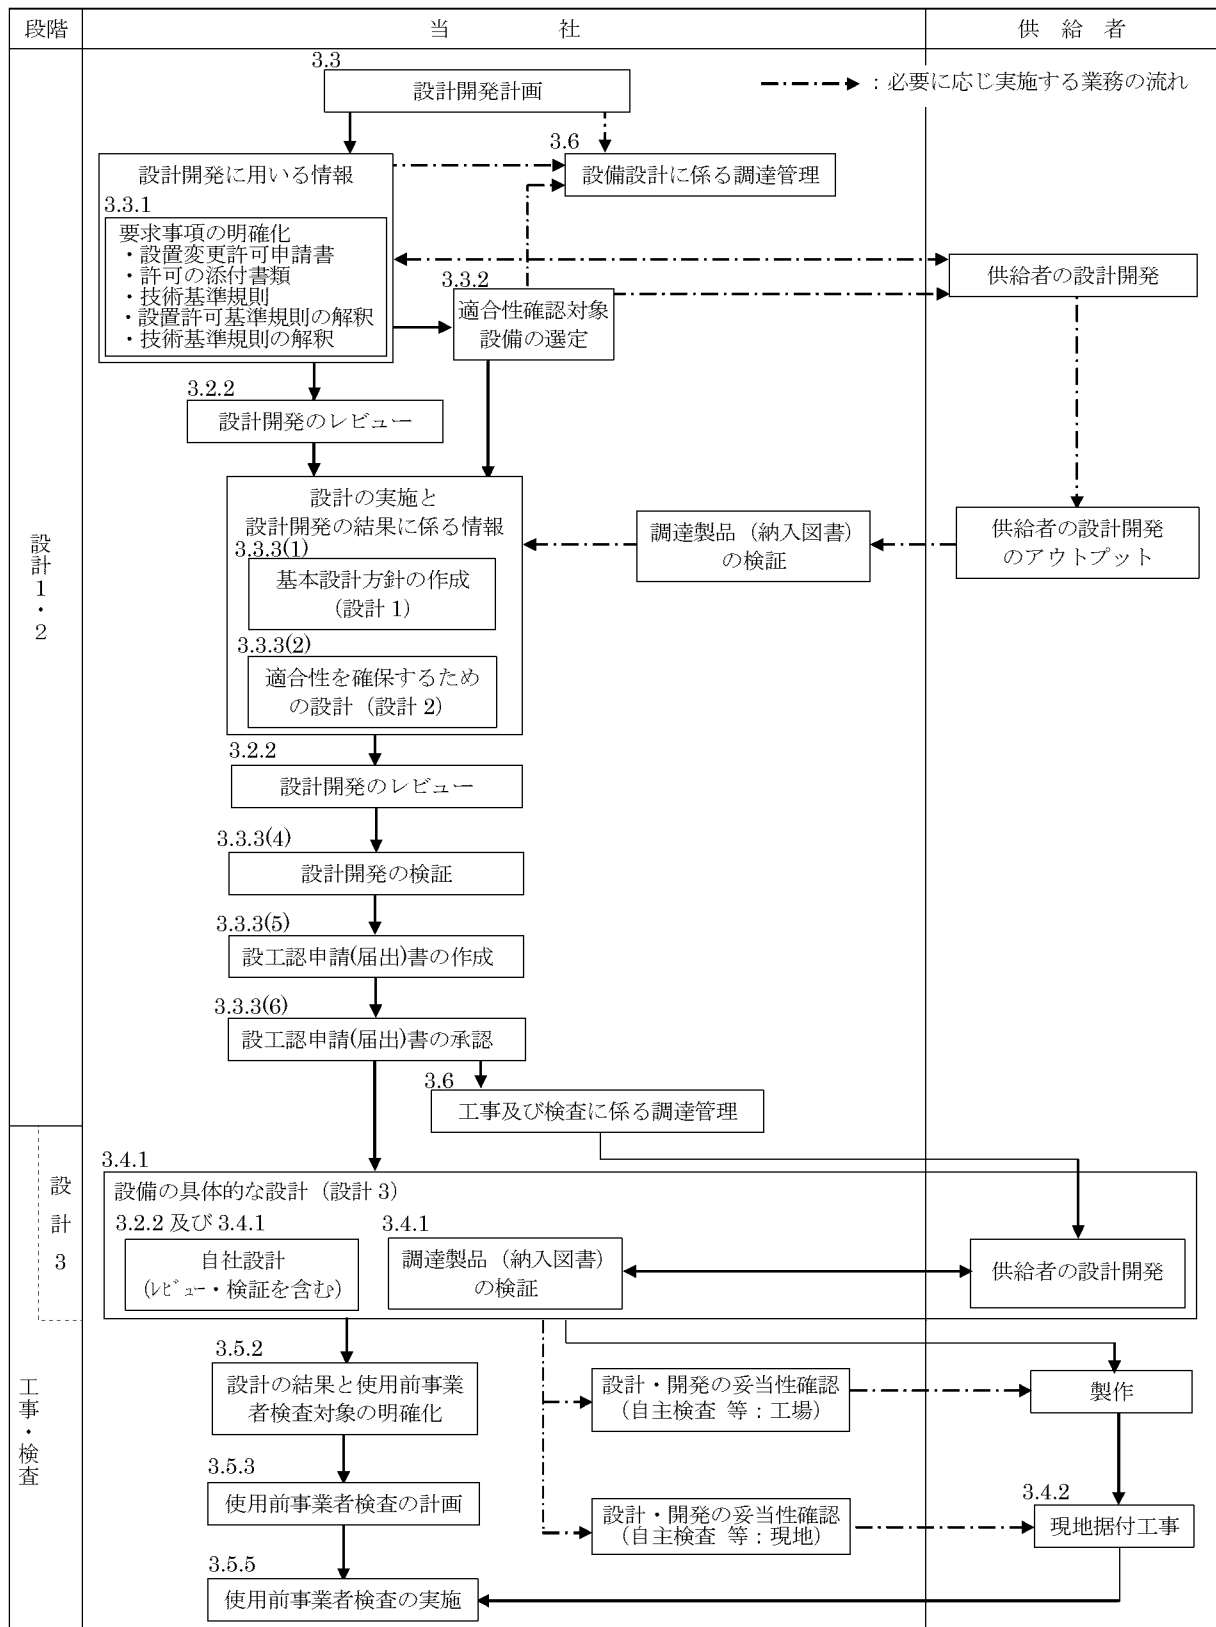 段階
当　社
供 給 者
3.3
設計開発計画
：必要に応じ実施する業務の流れ
3.6
設備設計に係る調達管理
設計開発に用いる情報
3.3.1
要求事項の明確化
・設置変更許可申請書
・許可の添付書類
・技術基準規則
・設置許可基準規則の解釈
・技術基準規則の解釈
3.3.2
適合性確認対象
設備の選定
供給者の設計開発
3.2.2
設計開発のレビュー
設計の実施と
設計開発の結果に係る情報
3.3.3(1)
基本設計方針の作成
（設計 1）
3.3.3(2)
適合性を確保するため
の設計（設計 2）
調達製品（納入図書）
の検証
供給者の設計開発
のアウトプット
設計1・2
3.2.2
設計開発のレビュー
3.3.3(4)
設計開発の検証
3.3.3(5)
設工認申請(届出)書の作成
3.3.3(6)
設工認申請(届出)書の承認
3.6
工事及び検査に係る調達管理
設計3
3.4.1
設備の具体的な設計（設計 3）
3.2.2 及び 3.4.1
自社設計
(ﾚﾋﾞｭｰ・検証を含む)
3.4.1
調達製品（納入図書）
の検証
供給者の設計開発
工事・検査
3.5.2
設計の結果と使用前事業
者検査対象の明確化
設計・開発の妥当性確認
（自主検査 等：工場）
製作
3.5.3
使用前事業者検査の計画
設計・開発の妥当性確認
（自主検査 等：現地）
3.4.2
現地据付工事
3.5.5
使用前事業者検査の実施